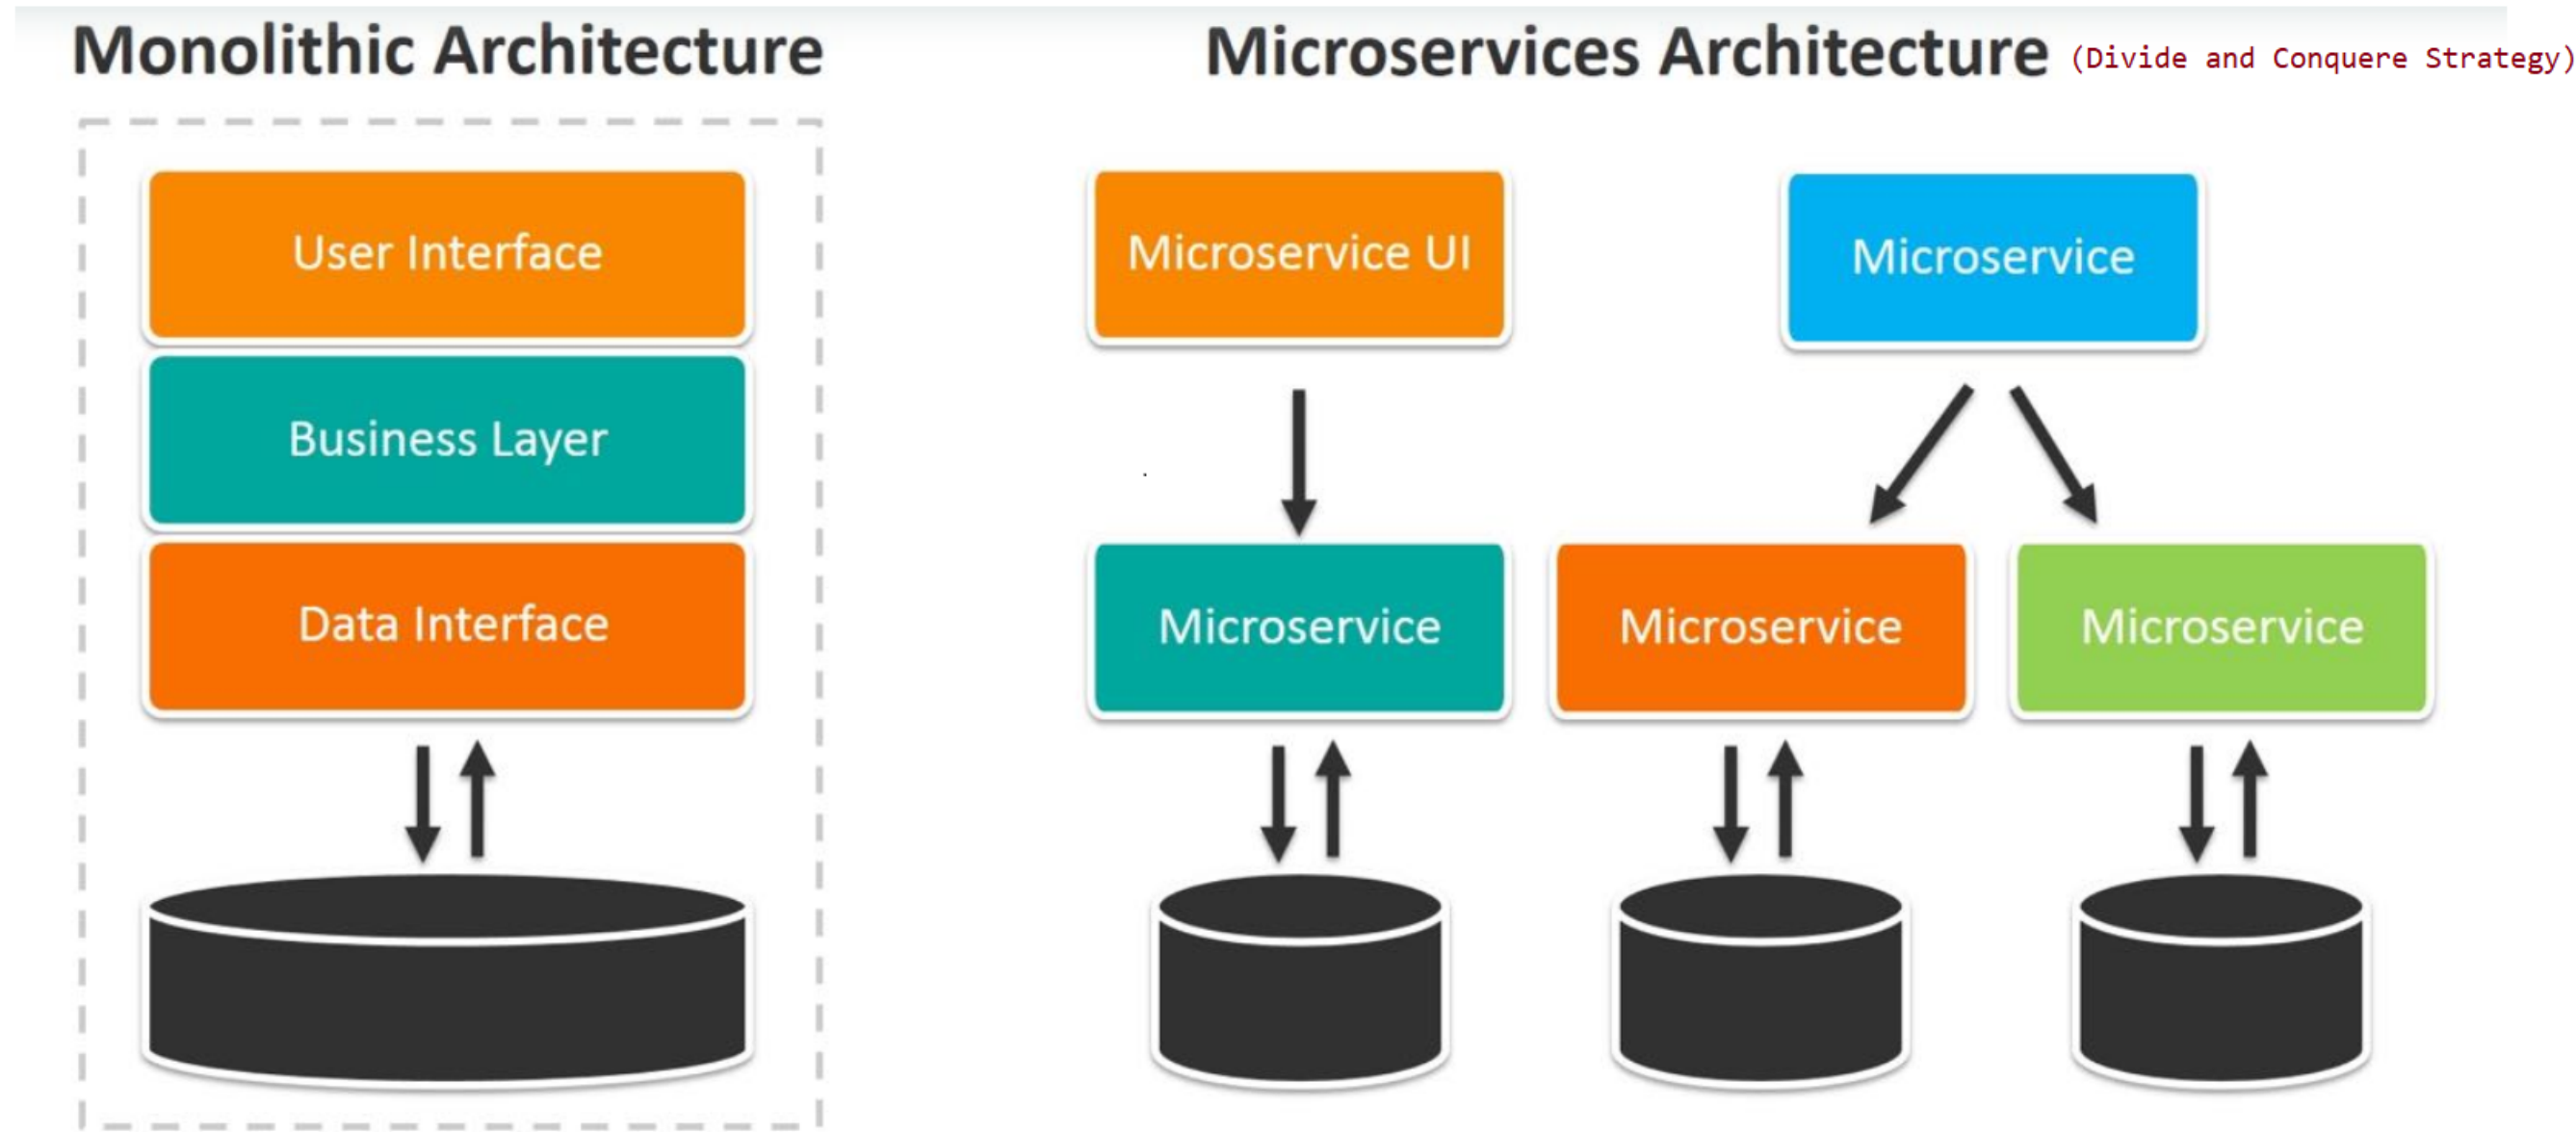 Monolithic Architecture
User Interface
Business Layer
Data Interface
Microservices Architecture (Divide and Conquere Strategy)
Microservice UI
Microservice
Microservice
Microservice
Microservice